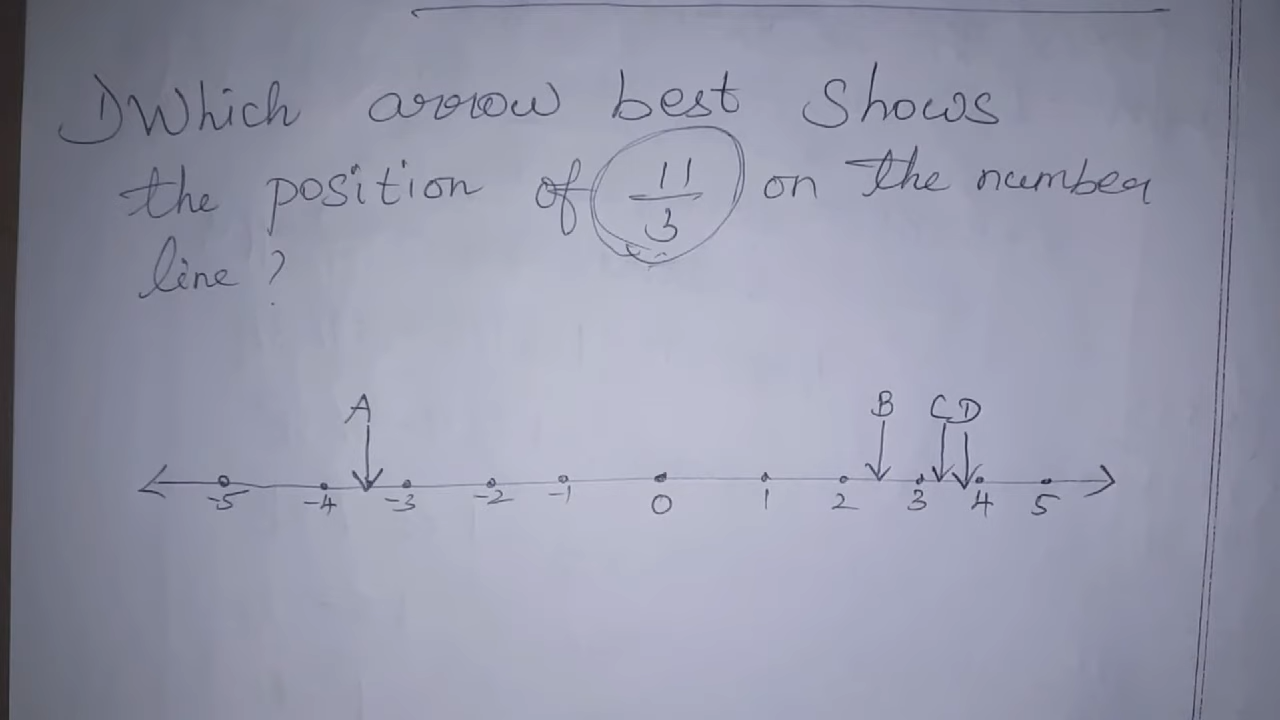 1) Which arrow best shows
the position of 11/3 on the number
line?
A B C D
-5 -4 -3 -2 -1 0 1 2 3 4 5